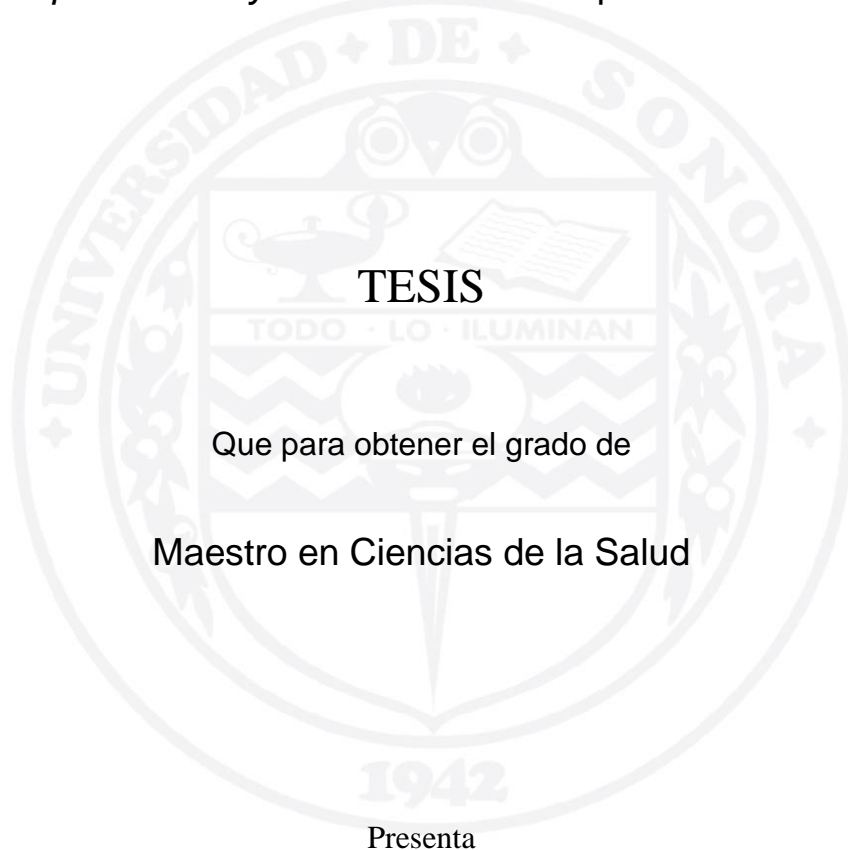 UNIVERSIDAD DE SONORA
TESIS
TODO · LO · ILUMINAN
Que para obtener el grado de
Maestro en Ciencias de la Salud
1942
Presenta